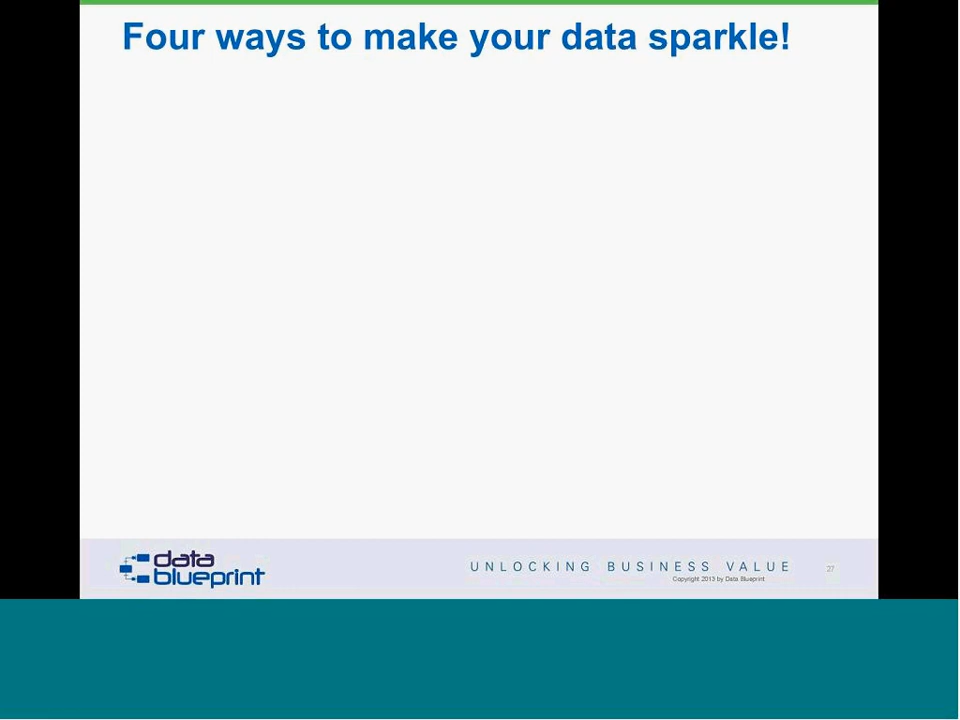 Four ways to make your data sparkle!
data
blueprint
UNLOCKING BUSINESS VALUE
Copyright 2013 by Data Blueprint
27